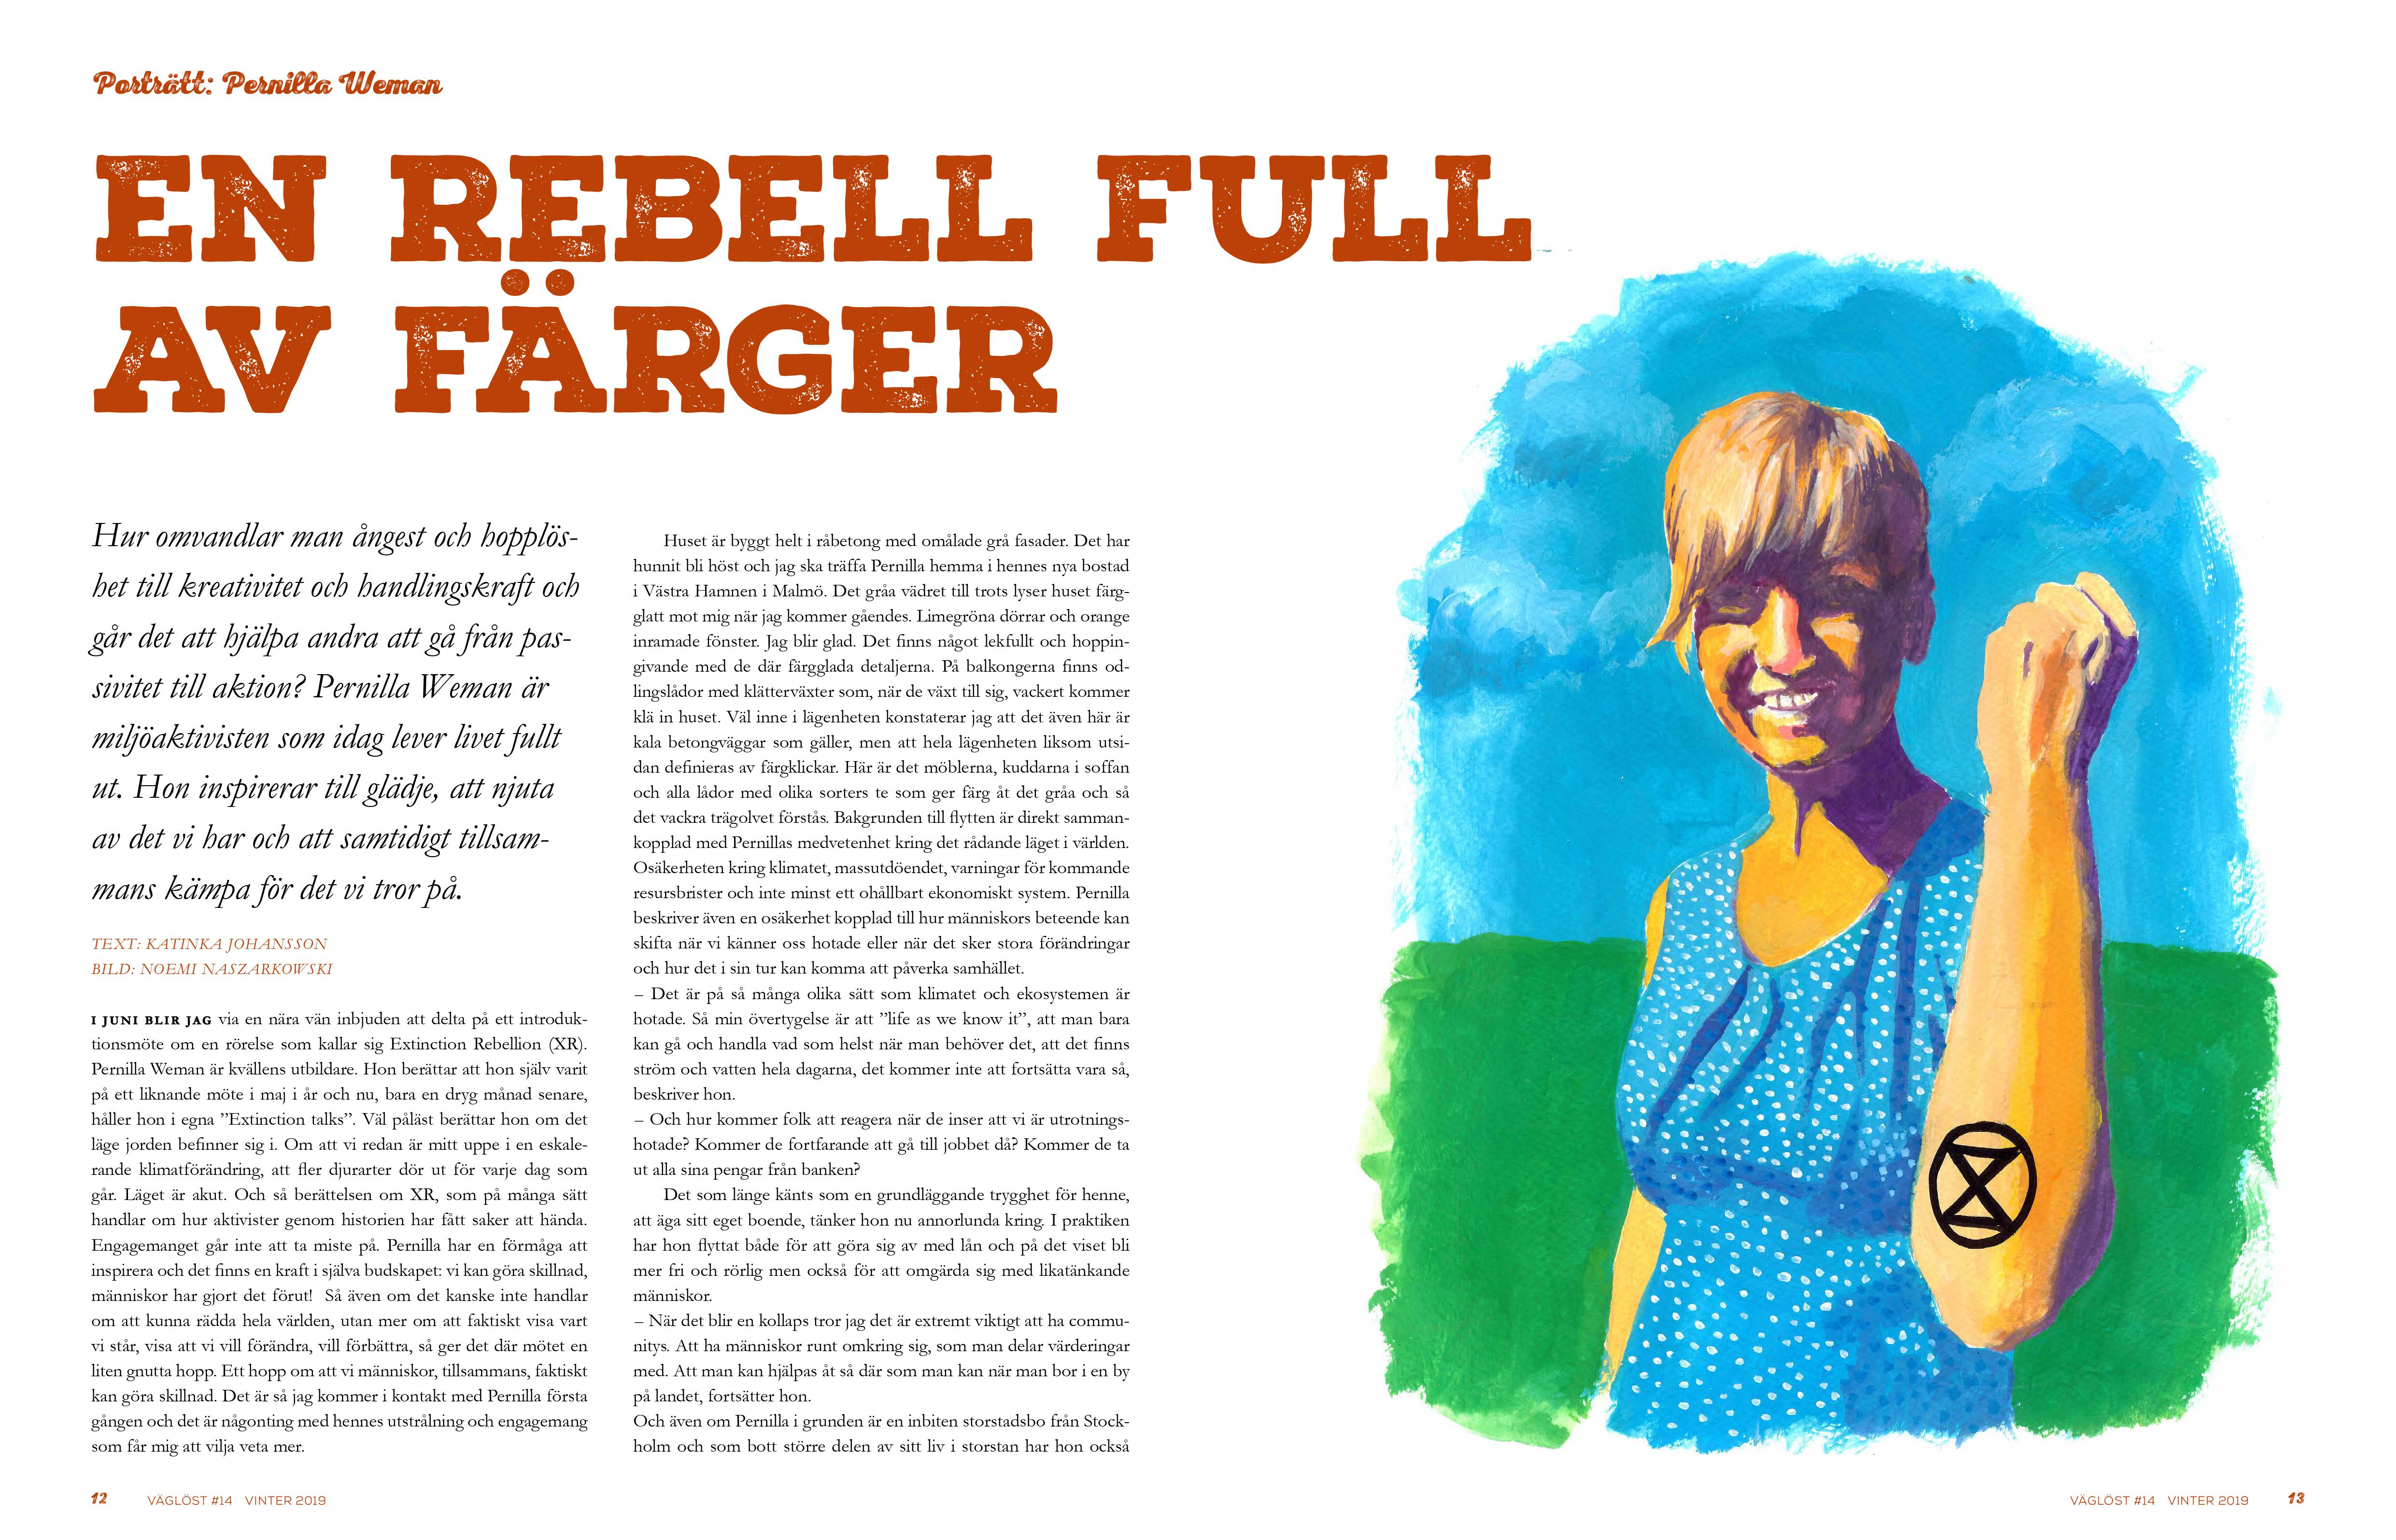 Porträtt: Pernilla Weman
EN REBELL FULL
AV FÄRGER
Hur omvandlar man ångest och hopplös-
het till kreativitet och handlingskraft och
går det att hjälpa andra att gå från pas-
sivitet till aktion? Pernilla Weman är
miljöaktivisten som idag lever livet fullt
ut. Hon inspirerar till glädje, att njuta
av det vi har och att samtidigt tillsam-
mans kämpa för det vi tror på.
TEXT: KATINKA JOHANSSON
BILD: NOEMI NASZARKOWSKI
I JUNI BLIR JAG via en nära vän inbjuden att delta på ett introduk-
tionsmöte om en rörelse som kallar sig Extinction Rebellion (XR).
Pernilla Weman är kvällens utbildare. Hon berättar att hon själv varit
på ett liknande möte i maj i år och nu, bara en dryg månad senare,
håller hon i egna ”Extinction talks”. Väl påläst berättar hon om det
läge jorden befinner sig i. Om att vi redan är mitt uppe i en eskale-
rande klimatförändring, att fler djurarter dör ut för varje dag som
går. Läget är akut. Och så berättelsen om XR, som på många sätt
handlar om hur aktivister genom historien har fått saker att hända.
Engagemanget går inte att ta miste på. Pernilla har en förmåga att
inspirera och det finns en kraft i själva budskapet: vi kan göra skillnad,
människor har gjort det förut!  Så även om det kanske inte handlar
om att kunna rädda hela världen, utan mer om att faktiskt visa vart
vi står, visa att vi vill förändra, vill förbättra, så ger det där mötet en
liten gnutta hopp. Ett hopp om att vi människor, tillsammans, faktiskt
kan göra skillnad. Det är så jag kommer i kontakt med Pernilla första
gången och det är någonting med hennes utstrålning och engagemang
som får mig att vilja veta mer.
Huset är byggt helt i råbetong med omålade grå fasader. Det har
hunnit bli höst och jag ska träffa Pernilla hemma i hennes nya bostad
i Västra Hamnen i Malmö. Det gråa vädret till trots lyser huset färg-
glatt mot mig när jag kommer gåendes. Limegröna dörrar och orange
inramade fönster. Jag blir glad. Det finns något lekfullt och hoppin-
givande med de där färgglada detaljerna. På balkongerna finns od-
lingslådor med klätterväxter som, när de växt till sig, vackert kommer
klä in huset. Väl inne i lägenheten konstaterar jag att det även här är
kala betongväggar som gäller, men att hela lägenheten liksom utsi-
dan definieras av färgklickar. Här är det möblerna, kuddarna i soffan
och alla lådor med olika sorters te som ger färg åt det gråa och så
det vackra trägolvet förstås. Bakgrunden till flytten är direkt samman-
kopplad med Pernillas medvetenhet kring det rådande läget i världen.
Osäkerheten kring klimatet, massutdöendet, varningar för kommande
resursbrister och inte minst ett ohållbart ekonomiskt system. Pernilla
beskriver även en osäkerhet kopplad till hur människors beteende kan
skifta när vi känner oss hotade eller när det sker stora förändringar
och hur det i sin tur kan komma att påverka samhället.
– Det är på så många olika sätt som klimatet och ekosystemen är
hotade. Så min övertygelse är att ”life as we know it”, att man bara
kan gå och handla vad som helst när man behöver det, att det finns
ström och vatten hela dagarna, det kommer inte att fortsätta vara så,
beskriver hon.
– Och hur kommer folk att reagera när de inser att vi är utrotnings-
hotade? Kommer de fortfarande att gå till jobbet då? Kommer de ta
ut alla sina pengar från banken?
Det som länge känts som en grundläggande trygghet för henne,
att äga sitt eget boende, tänker hon nu annorlunda kring. I praktiken
har hon flyttat både för att göra sig av med lån och på det viset bli
mer fri och rörlig men också för att omgärda sig med likatänkande
människor.
– När det blir en kollaps tror jag det är extremt viktigt att ha commu-
nitys. Att ha människor runt omkring sig, som man delar värderingar
med. Att man kan hjälpas åt så där som man kan när man bor i en by
på landet, fortsätter hon.
Och även om Pernilla i grunden är en inbiten storstadsbo från Stock-
holm och som bott större delen av sitt liv i storstan har hon också
12 VÄGLÖST #14 VINTER 2019
VÄGLÖST #14 VINTER 2019 13